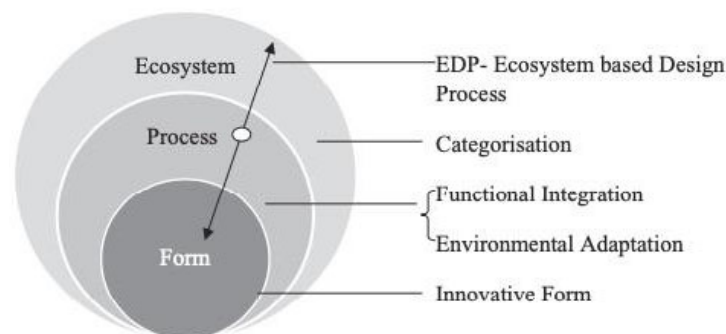 Ecosystem
Process
Form
EDP- Ecosystem based Design
Process
Categorisation
Functional Integration
Environmental Adaptation
Innovative Form